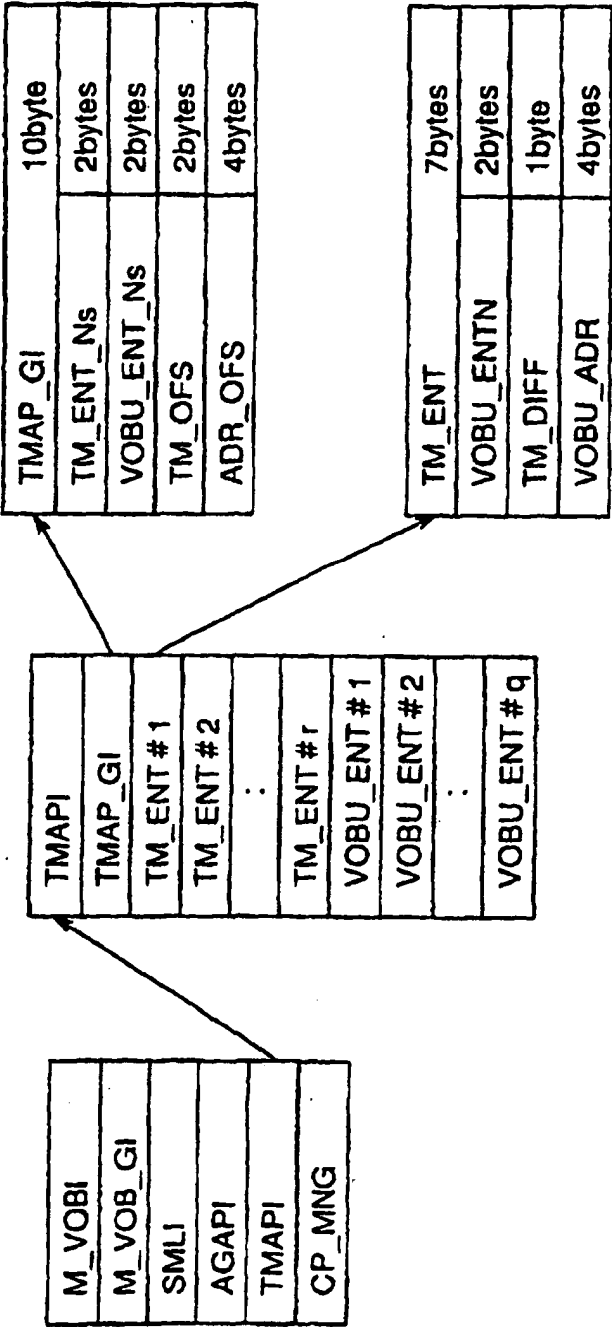 M_VOBI
M_VOB_GI
SMLI
AGAPI
TMAPI
CP_MNG
TMAPI
TMAP_GI
TM_ENT#1
TM_ENT#2
:
TM_ENT#r
VOBU_ENT#1
VOBU_ENT#2
:
VOBU_ENT#q
TMAP_GI 10byte
TM_ENT_Ns 2bytes
VOBU_ENT_Ns 2bytes
TM_OFS 2bytes
ADR_OFS 4bytes
TM_ENT 7bytes
VOBU_ENTN 2bytes
TM_DIFF 1byte
VOBU_ADR 4bytes